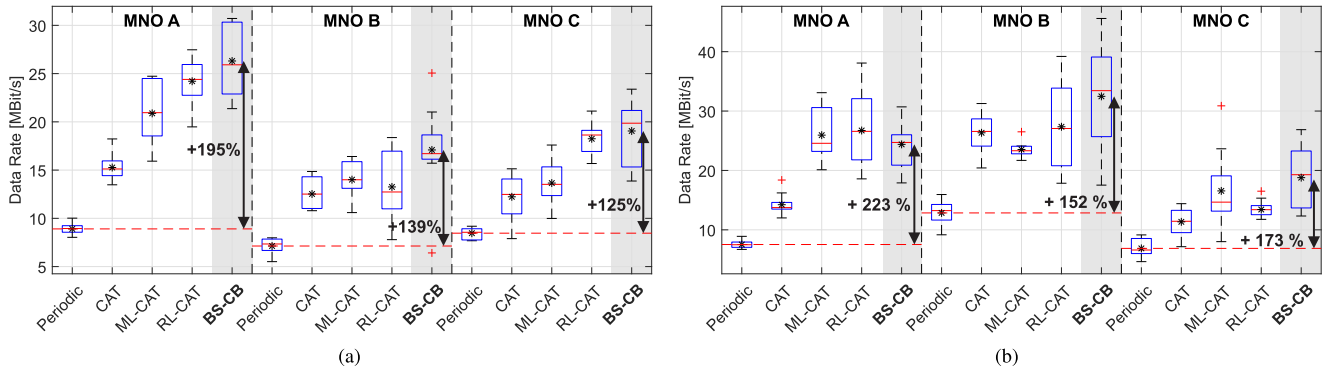 MNO A MNO B MNO C
Data Rate [MBit/s]
30
25
20
15
10
5
+195%
+139%
+125%
Periodic CAT ML-CAT RL-CAT BS-CB Periodic CAT ML-CAT RL-CAT BS-CB Periodic CAT ML-CAT RL-CAT BS-CB
(a)
MNO A MNO B MNO C
Data Rate [MBit/s]
40
30
20
10
+ 223 %
+ 152 %
+ 173 %
Periodic CAT ML-CAT RL-CAT BS-CB Periodic CAT ML-CAT RL-CAT BS-CB Periodic CAT ML-CAT RL-CAT BS-CB
(b)